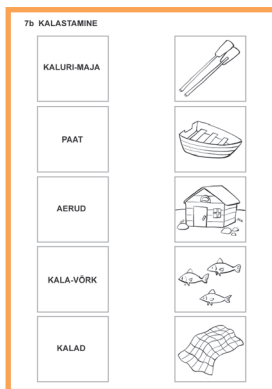 7b KALASTAMINE
KALURI-MAJA
PAAT
AERUD
KALA-VÕRK
KALAD